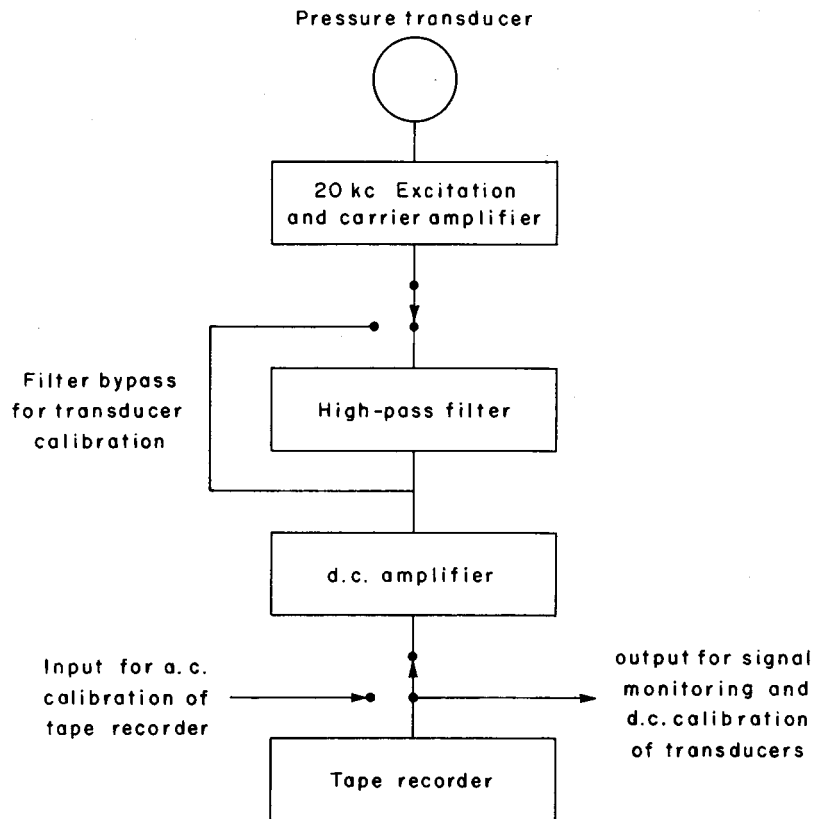 Pressure transducer
20 kc Excitation
and carrier amplifier
Filter bypass
for transducer
calibration
High-pass filter
d.c. amplifier
Input for a.c.
calibration of
tape recorder
output for signal
monitoring and
d.c. calibration
of transducers
Tape recorder